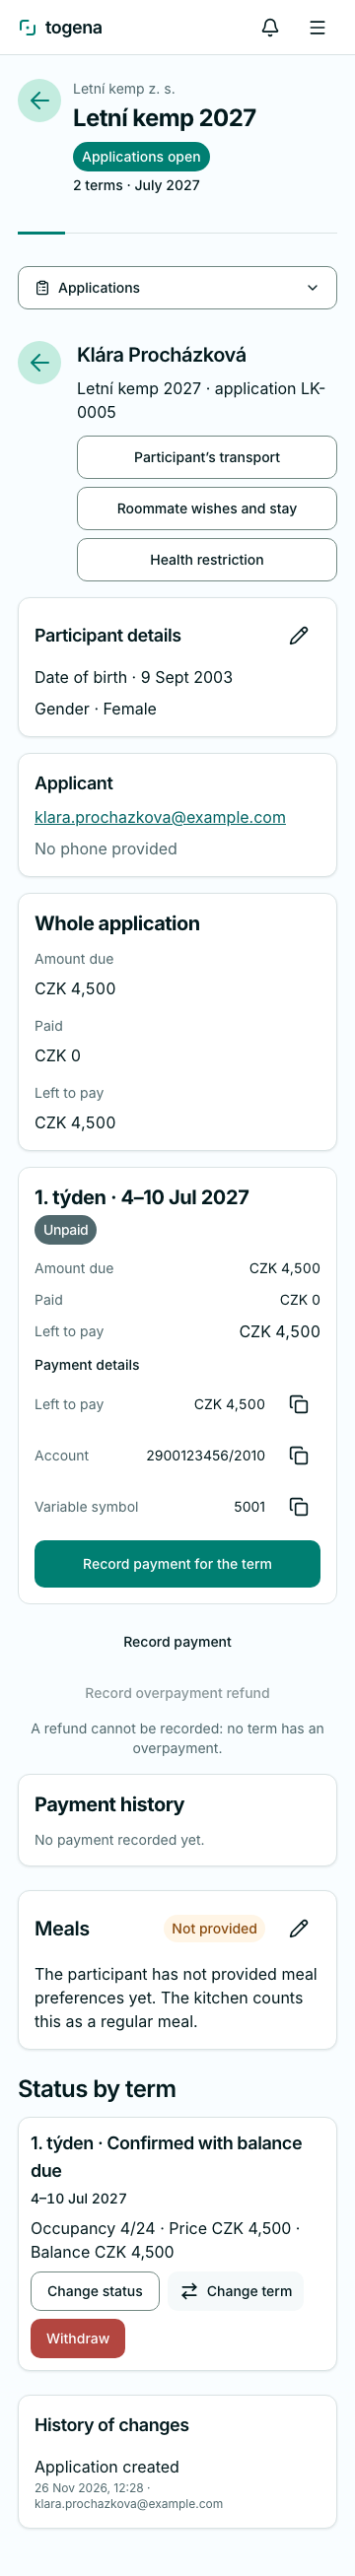 togena
Letní kemp z. s.
Letní kemp 2027
Applications open
2 terms · July 2027
Applications
Klára Procházková
Letní kemp 2027 · application LK-
0005
Participant’s transport
Roommate wishes and stay
Health restriction
Participant details
Date of birth · 9 Sept 2003
Gender · Female
Applicant
klara.prochazkova@example.com
No phone provided
Whole application
Amount due
CZK 4,500
Paid
CZK 0
Left to pay
CZK 4,500
1. týden · 4–10 Jul 2027
Unpaid
Amount due CZK 4,500
Paid CZK 0
Left to pay CZK 4,500
Payment details
Left to pay CZK 4,500
Account 2900123456/2010
Variable symbol 5001
Record payment for the term
Record payment
Record overpayment refund
A refund cannot be recorded: no term has an
overpayment.
Payment history
No payment recorded yet.
Meals Not provided
The participant has not provided meal
preferences yet. The kitchen counts
this as a regular meal.
Status by term
1. týden · Confirmed with balance
due
4–10 Jul 2027
Occupancy 4/24 · Price CZK 4,500 ·
Balance CZK 4,500
Change status Change term
Withdraw
History of changes
Application created
26 Nov 2026, 12:28 ·
klara.prochazkova@example.com